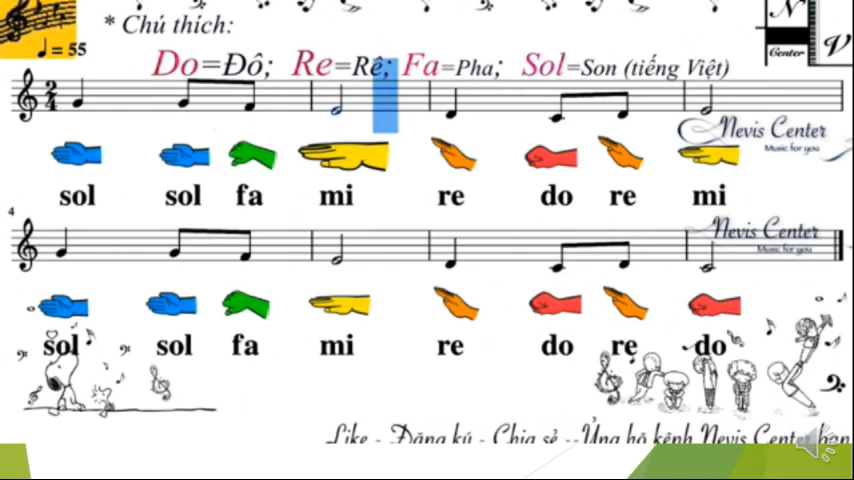 * Chú thích:
N
Center
V
♩ = 55
Do=Đô; Re=Rê; Fa=Pha; Sol=Son (tiếng Việt)
2
4
Nevis Center
Music for you
sol sol fa mi re do re mi
4
Nevis Center
Music for you
sol sol fa mi re do re do
Like - Đăng ký - Chia sẻ --Ủng hộ kênh Nevis Center bạn